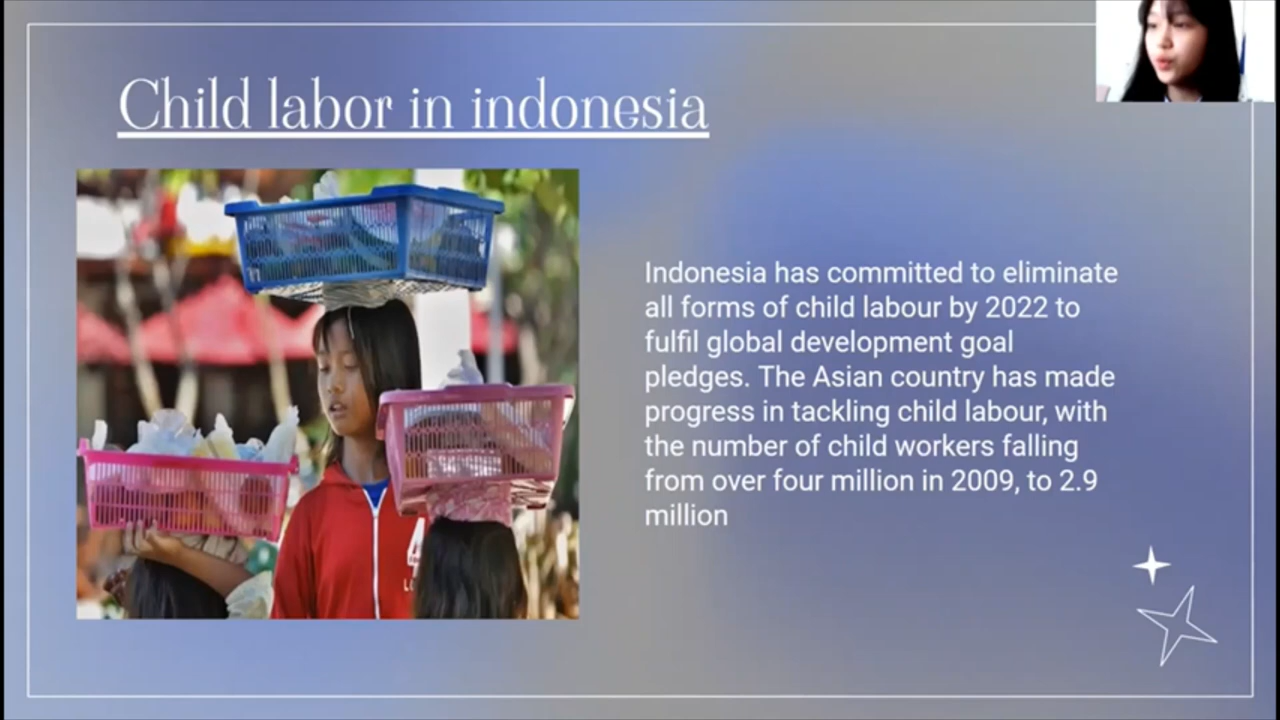 Child labor in indonesia
Indonesia has committed to eliminate
all forms of child labour by 2022 to
fulfil global development goal
pledges. The Asian country has made
progress in tackling child labour, with
the number of child workers falling
from over four million in 2009, to 2.9
million